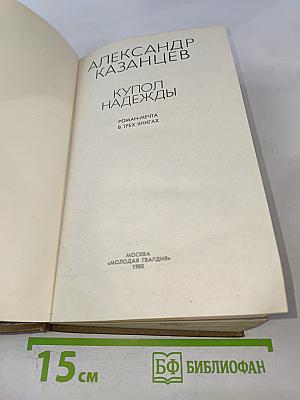 АЛЕКСАНДР
КАЗАНЦЕВ
КУПОЛ
НАДЕЖДЫ
РОМАН-МЕЧТА
В ТРЕХ КНИГАХ
МОСКВА
«МОЛОДАЯ ГВАРДИЯ»
1980
15 см
БФ БИБЛИОФАН